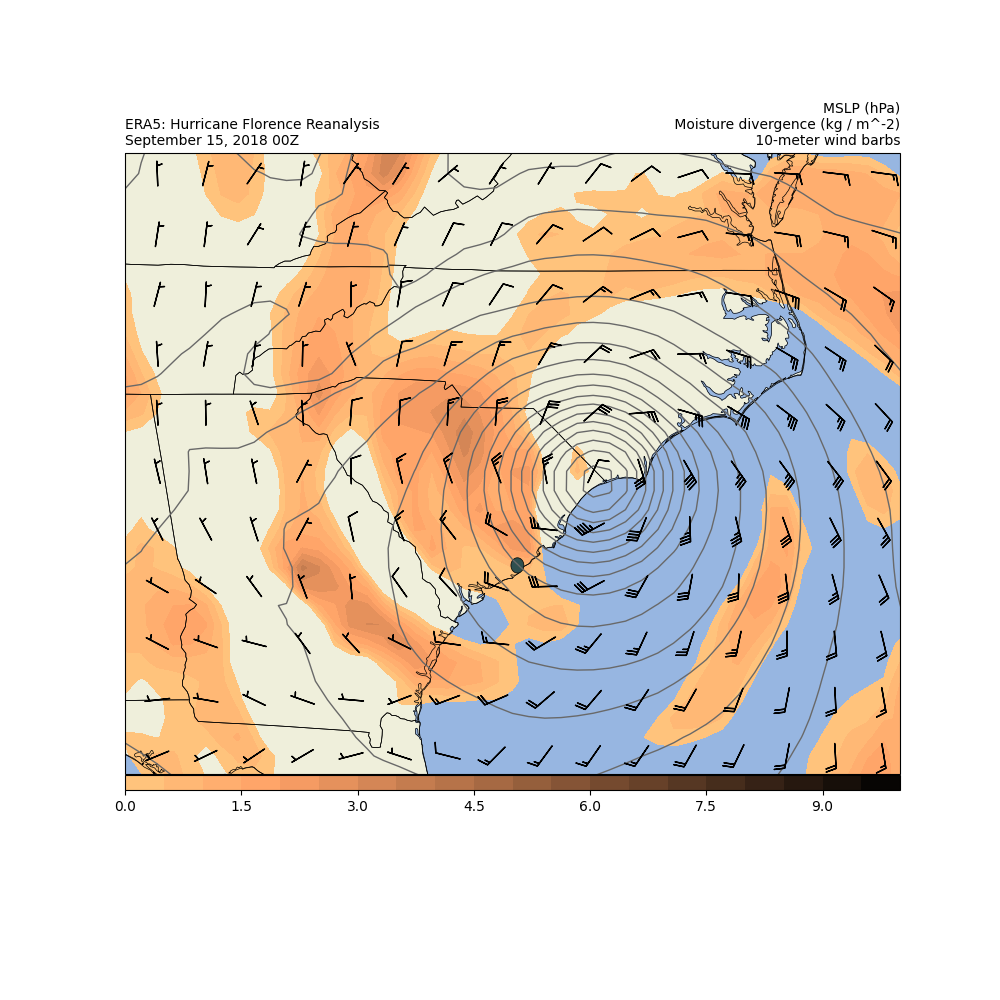 MSLP (hPa)
ERA5: Hurricane Florence Reanalysis
Moisture divergence (kg / m^-2)
September 15, 2018 00Z
10-meter wind barbs
0.0
1.5
3.0
4.5
6.0
7.5
9.0